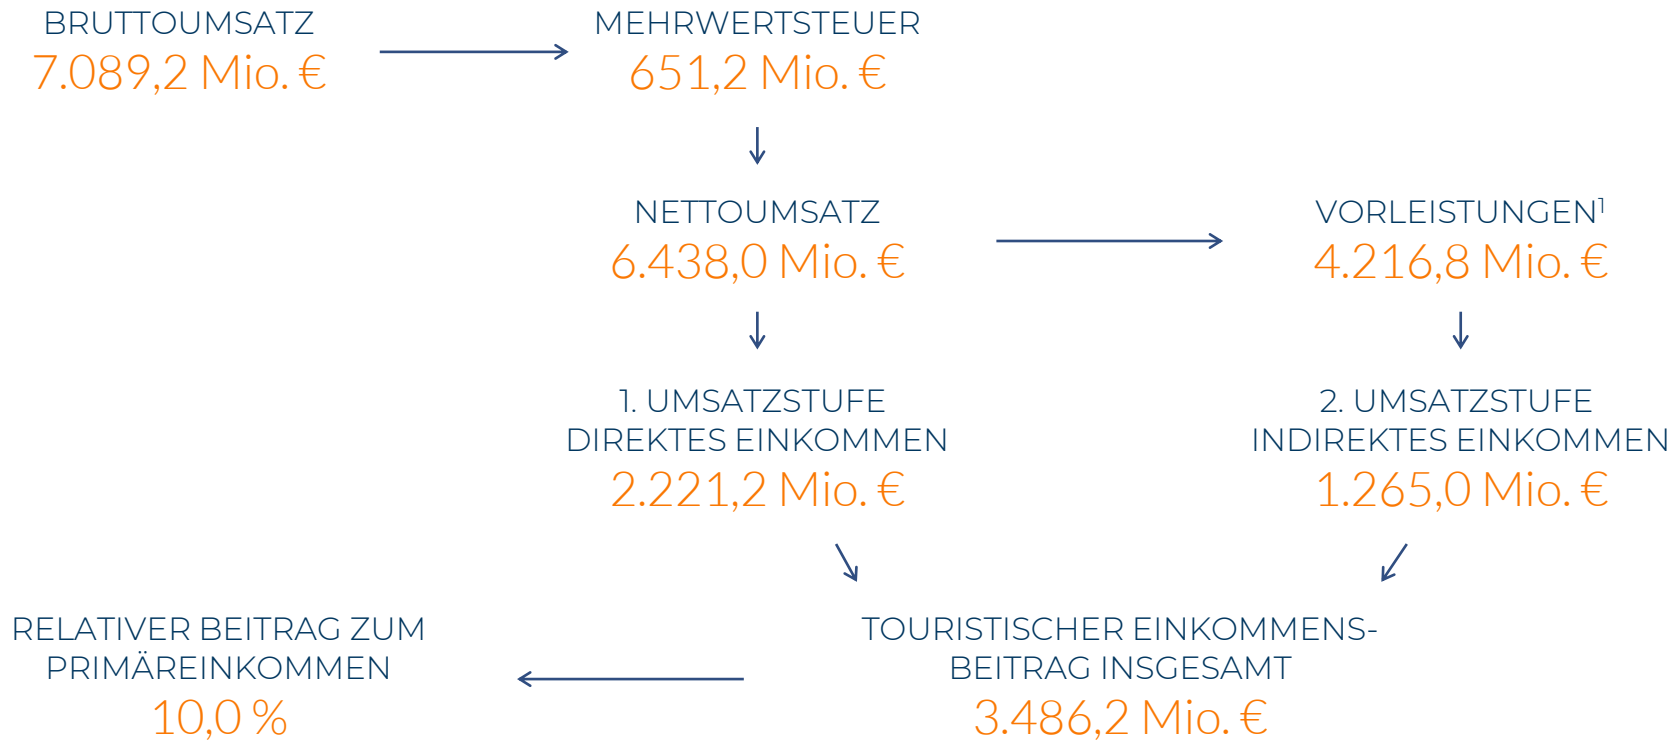 BRUTTOUMSATZ
7.089,2 Mio. €
MEHRWERTSTEUER
651,2 Mio. €
NETTOUMSATZ
6.438,0 Mio. €
VORLEISTUNGEN¹
4.216,8 Mio. €
1. UMSATZSTUFE
DIREKTES EINKOMMEN
2.221,2 Mio. €
2. UMSATZSTUFE
INDIREKTES EINKOMMEN
1.265,0 Mio. €
RELATIVER BEITRAG ZUM
PRIMÄREINKOMMEN
10,0 %
TOURISTISCHER EINKOMMENS-
BEITRAG INSGESAMT
3.486,2 Mio. €